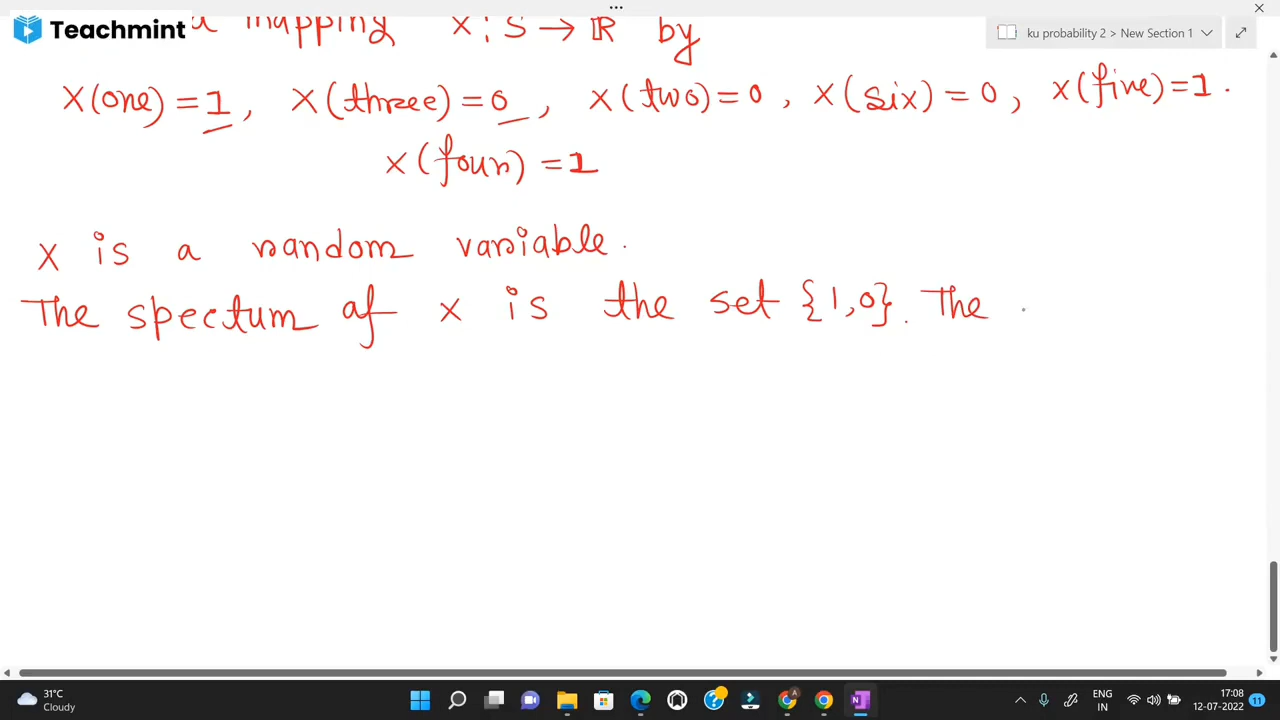 Teachmint
mapping X : S → ℝ by
ku probability 2 > New Section 1
X(one) = 1, X(three) = 0, X(two) = 0, X(six) = 0, X(five) = 1.
X(four) = 1
X is a random variable.
The spectum of X is the set {1,0}. The
31°C
Cloudy
ENG
IN
17:08
12-07-2022
11